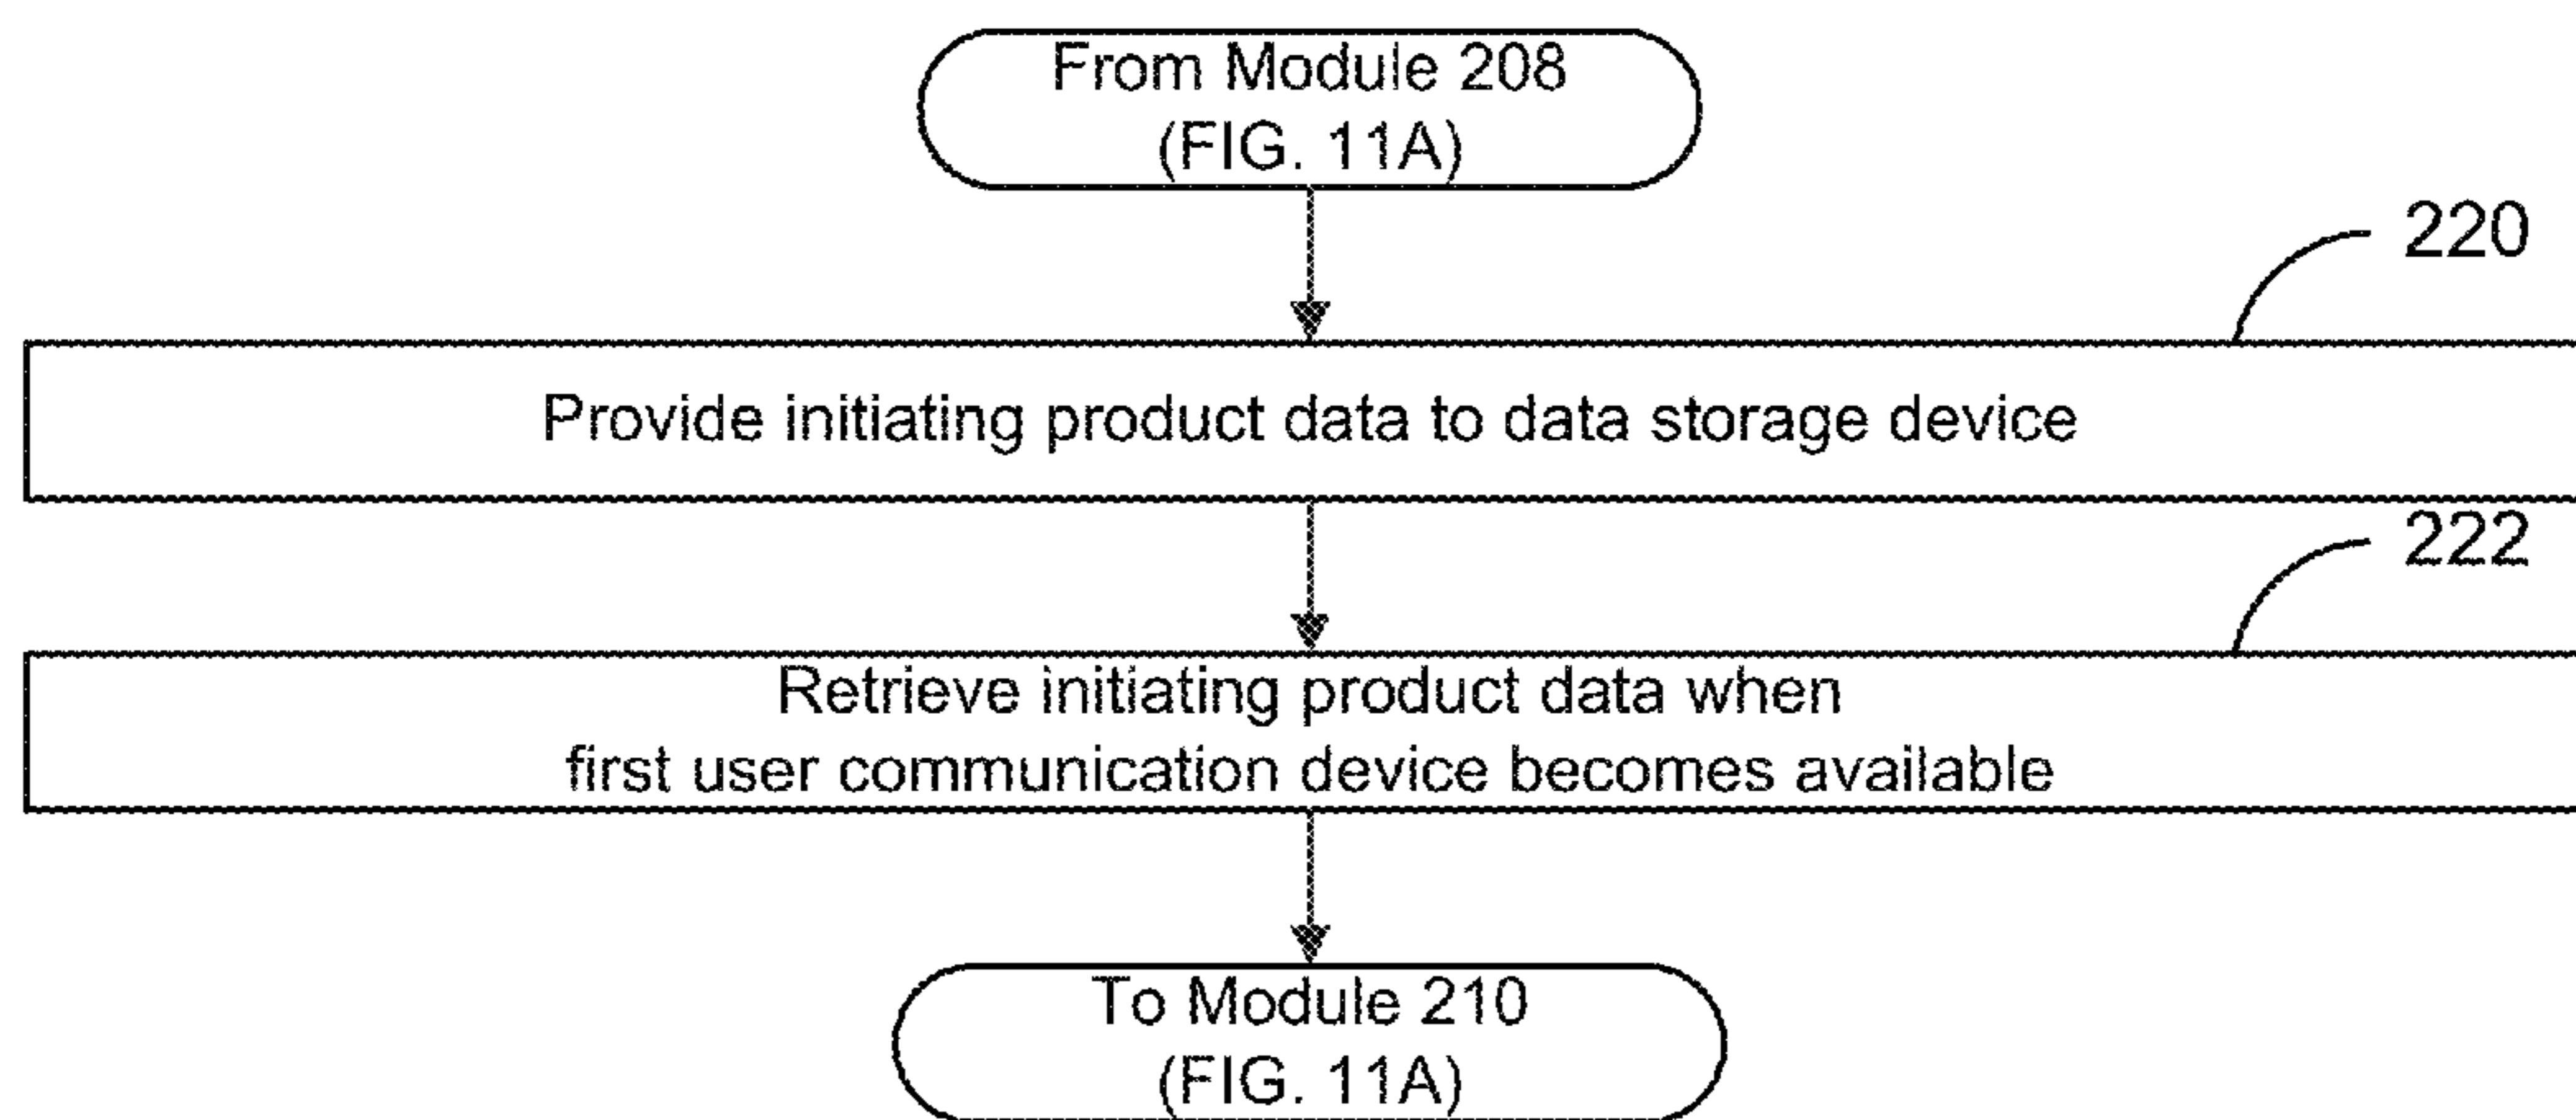 From Module 208
(FIG. 11A)
220
Provide initiating product data to data storage device
222
Retrieve initiating product data when
first user communication device becomes available
To Module 210
(FIG. 11A)